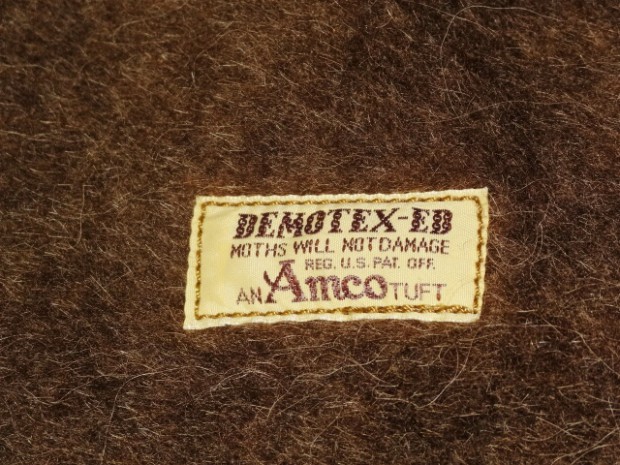 DEMOTEX-ED
MOTHS WILL NOT DAMAGE
REG. U.S. PAT. OFF.
AN Amco TUFT